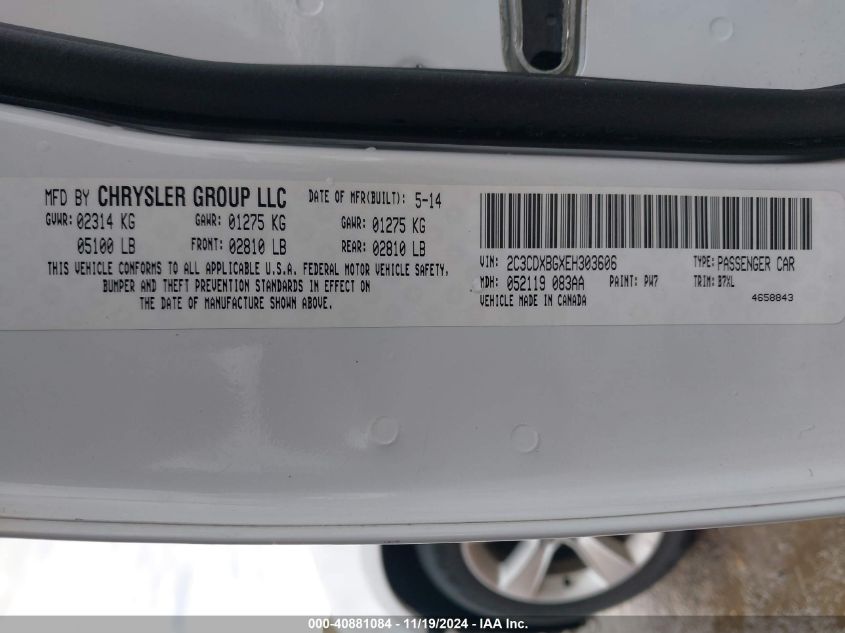 MFD BY CHRYSLER GROUP LLC DATE OF MFR(BUILT): 5-14
GVWR: 02314 KG GAWR: 01275 KG GAWR: 01275 KG
05100 LB FRONT: 02810 LB REAR: 02810 LB
THIS VEHICLE CONFORMS TO ALL APPLICABLE U.S.A. FEDERAL MOTOR VEHICLE SAFETY,
BUMPER AND THEFT PREVENTION STANDARDS IN EFFECT ON
THE DATE OF MANUFACTURE SHOWN ABOVE.
VIN: 2C3CDXBGXEH303606 TYPE: PASSENGER CAR
MDH: 052119 083AA PAINT: PW7 TRIM: B7XL
VEHICLE MADE IN CANADA 4658843
000-40881084 - 11/19/2024 - IAA Inc.